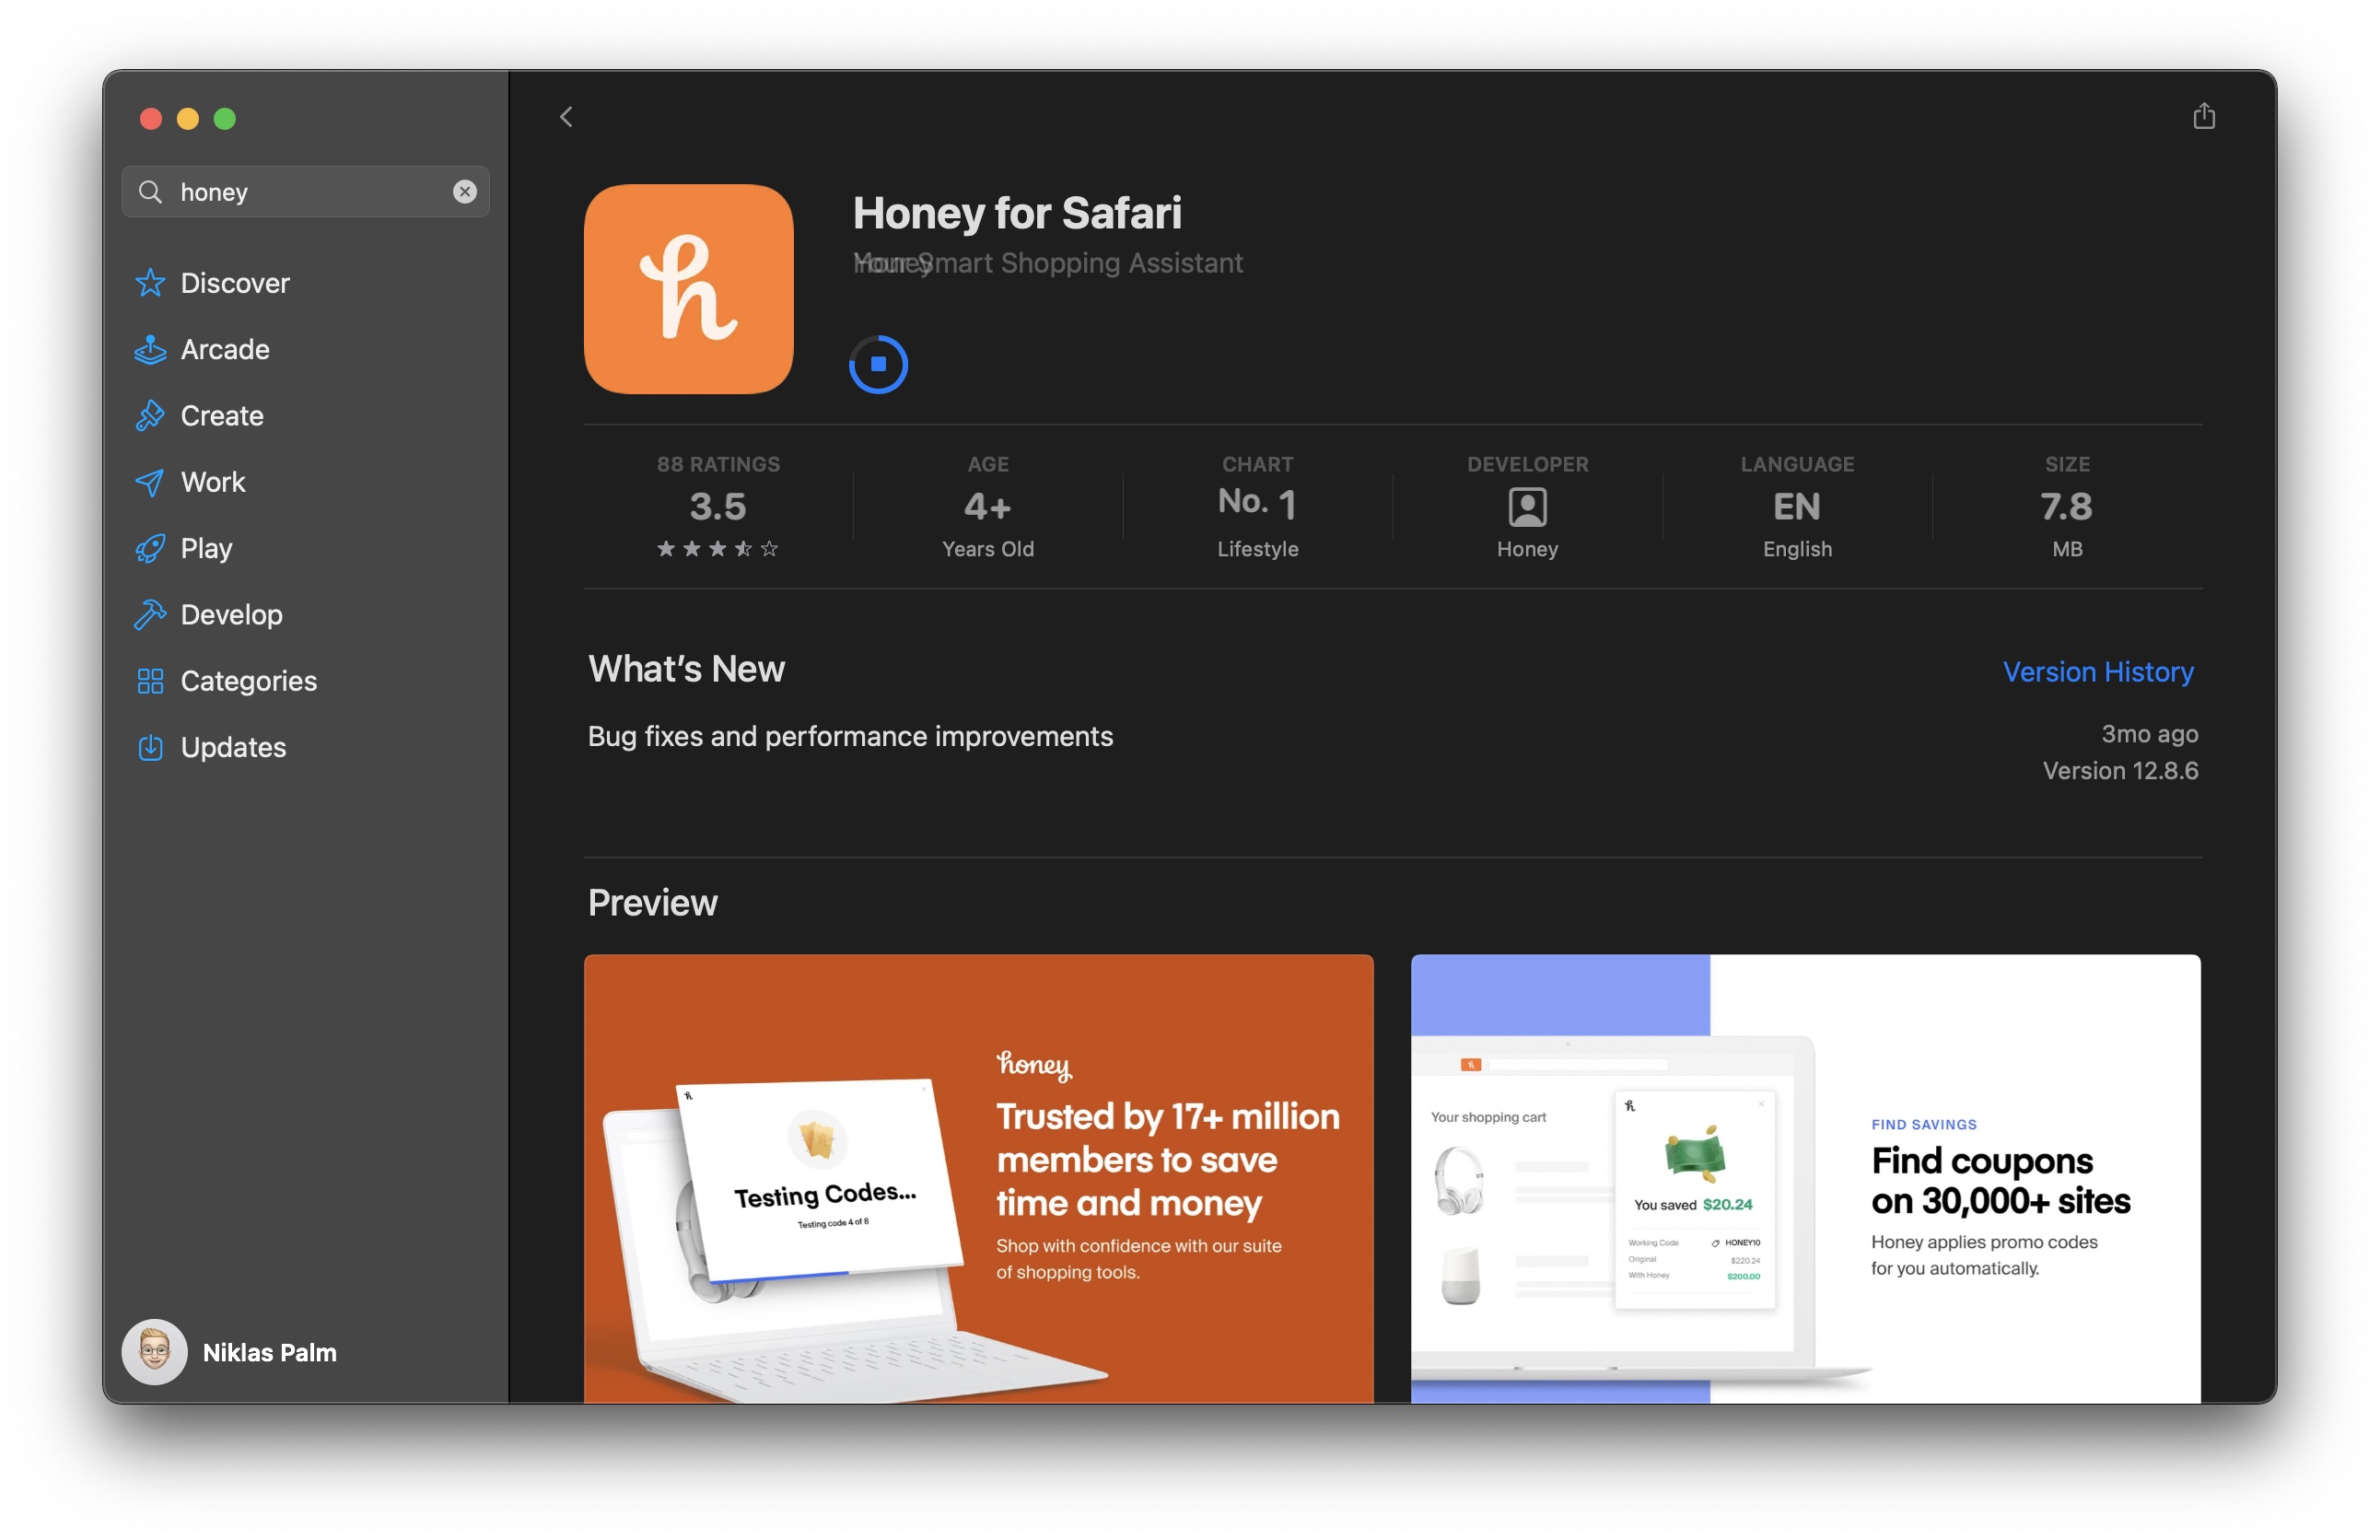 honey
Discover
Arcade
Create
Work
Play
Develop
Categories
Updates
Niklas Palm
Honey for Safari
Smart Shopping Assistant
88 RATINGS
3.5
AGE
4+
Years Old
CHART
No. 1
Lifestyle
DEVELOPER
Honey
LANGUAGE
EN
English
SIZE
7.8
MB
What's New
Version History
Bug fixes and performance improvements
3mo ago
Version 12.8.6
Preview
Testing Codes...
Testing code 4 of 8
honey
Trusted by 17+ million
members to save
time and money
Shop with confidence with our suite
of shopping tools.
Your shopping cart
You saved $20.24
Working Code HONEY10
Original $220.24
With Honey $200.00
FIND SAVINGS
Find coupons
on 30,000+ sites
Honey applies promo codes
for you automatically.